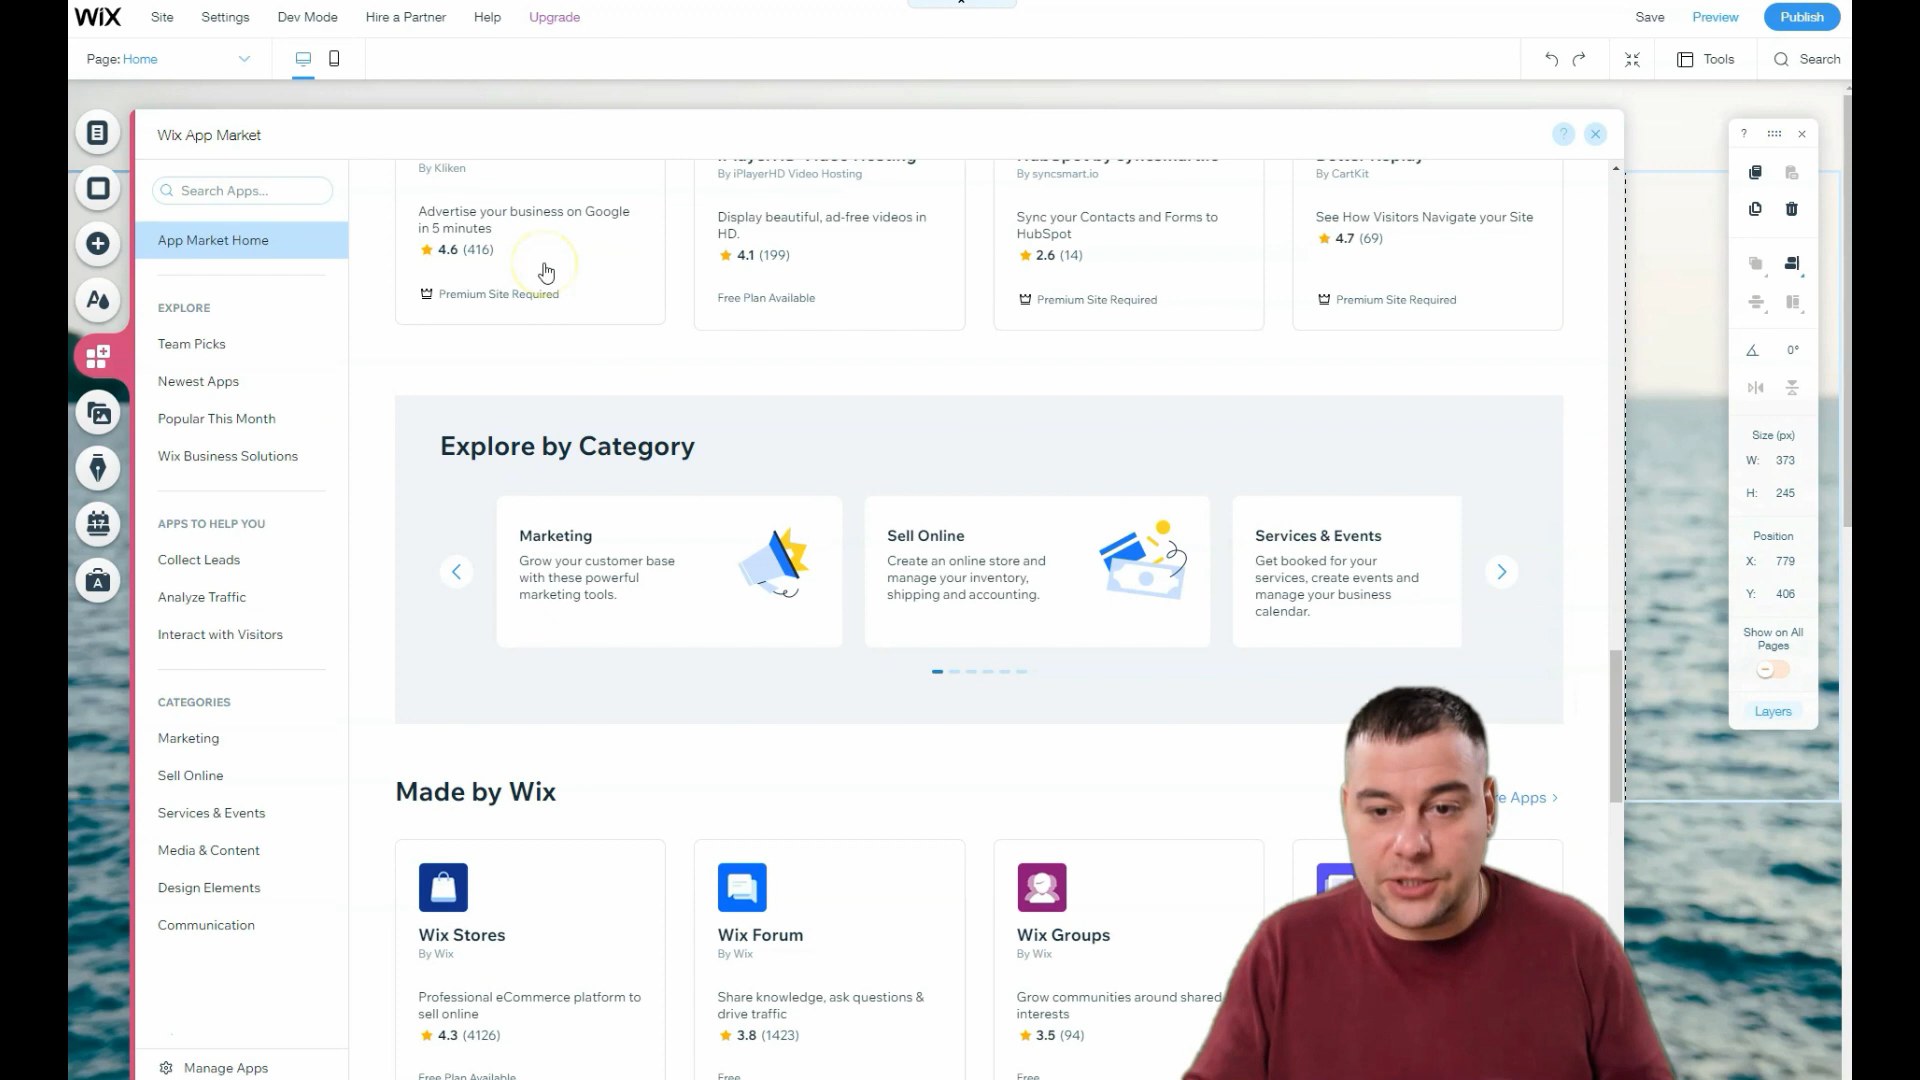 WiX
Site
Settings
Dev Mode
Hire a Partner
Help
Upgrade
Save
Preview
Publish
Page: Home
Tools
Search
Wix App Market
?
Search Apps...
App Market Home
EXPLORE
Team Picks
Newest Apps
Popular This Month
Wix Business Solutions
APPS TO HELP YOU
Collect Leads
Analyze Traffic
Interact with Visitors
CATEGORIES
Marketing
Sell Online
Services & Events
Media & Content
Design Elements
Communication
Manage Apps
By Kliken
Advertise your business on Google
in 5 minutes
4.6 (416)
Premium Site Required
iPlayerHD Video Hosting
By iPlayerHD Video Hosting
Display beautiful, ad-free videos in
HD.
4.1 (199)
Free Plan Available
HubSpot by syncsmart.io
By syncsmart.io
Sync your Contacts and Forms to
HubSpot
2.6 (14)
Premium Site Required
Better Replay
By CartKit
See How Visitors Navigate your Site
4.7 (69)
Premium Site Required
Explore by Category
Marketing
Grow your customer base
with these powerful
marketing tools.
Sell Online
Create an online store and
manage your inventory,
shipping and accounting.
Services & Events
Get booked for your
services, create events and
manage your business
calendar.
Made by Wix
Apps >
Wix Stores
By Wix
Professional eCommerce platform to
sell online
4.3 (4126)
Free Plan Available
Wix Forum
By Wix
Share knowledge, ask questions &
drive traffic
3.8 (1423)
Free
Wix Groups
By Wix
Grow communities around shared
interests
3.5 (94)
Free
17
A
?
0°
Size (px)
W: 373
H: 245
Position
X: 779
Y: 406
Show on All
Pages
Layers